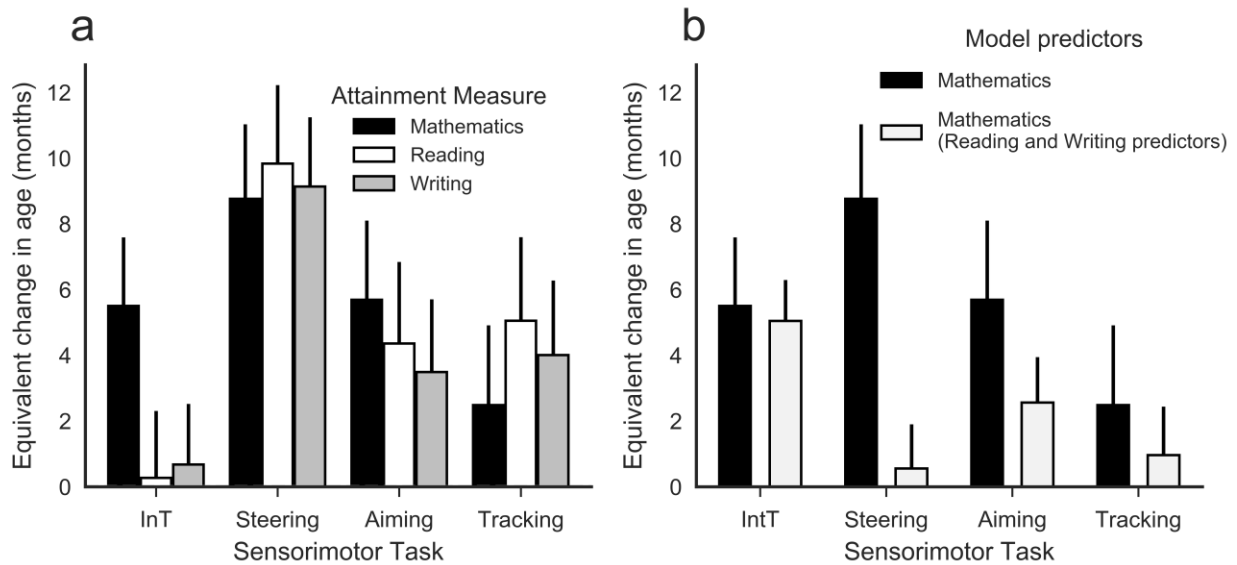 a
Equivalent change in age (months)
12
10
8
6
4
2
0
Attainment Measure
Mathematics
Reading
Writing
InT
Steering
Aiming
Tracking
Sensorimotor Task
b
Equivalent change in age (months)
12
10
8
6
4
2
0
Model predictors
Mathematics
Mathematics
(Reading and Writing predictors)
IntT
Steering
Aiming
Tracking
Sensorimotor Task